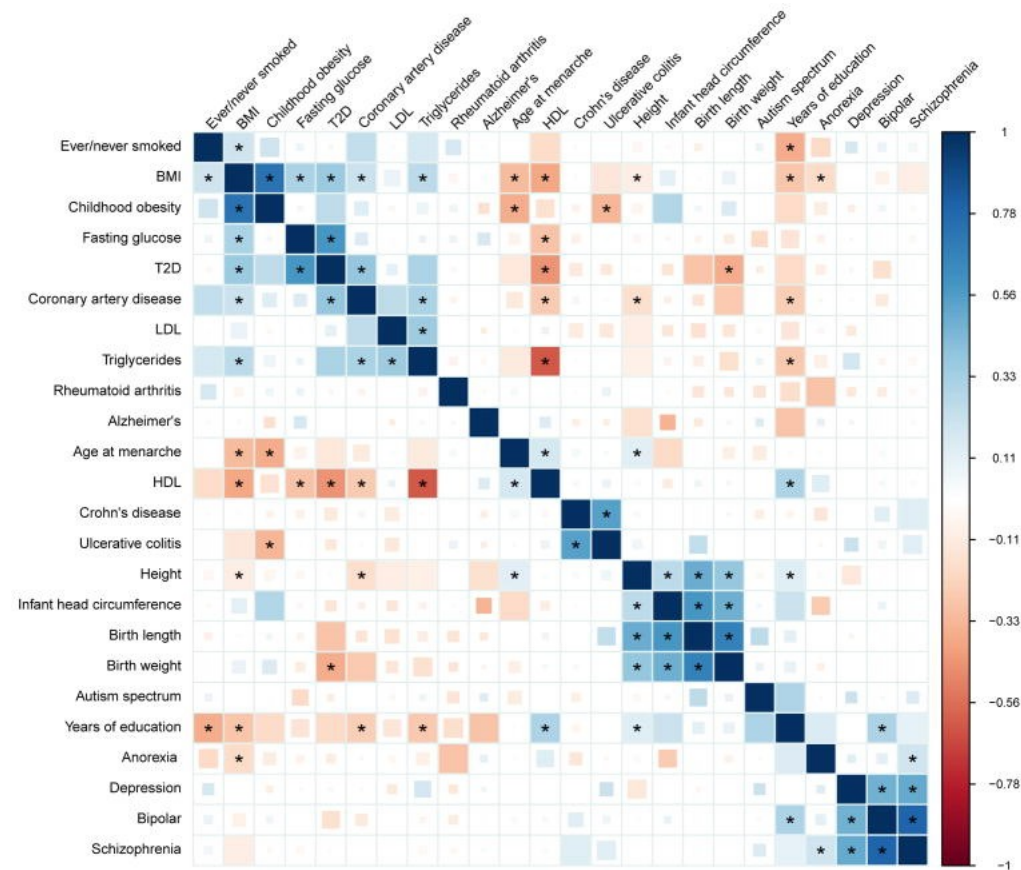 Ever/never smoked
BMI
Childhood obesity
Fasting glucose
T2D
Coronary artery disease
LDL
Triglycerides
Rheumatoid arthritis
Alzheimer's
Age at menarche
HDL
Crohn's disease
Ulcerative colitis
Height
Infant head circumference
Birth length
Birth weight
Autism spectrum
Years of education
Anorexia
Depression
Bipolar
Schizophrenia
Ever/never smoked
BMI
Childhood obesity
Fasting glucose
T2D
Coronary artery disease
LDL
Triglycerides
Rheumatoid arthritis
Alzheimer's
Age at menarche
HDL
Crohn's disease
Ulcerative colitis
Height
Infant head circumference
Birth length
Birth weight
Autism spectrum
Years of education
Anorexia
Depression
Bipolar
Schizophrenia
1
0.78
0.56
0.33
0.11
-0.11
-0.33
-0.56
-0.78
-1